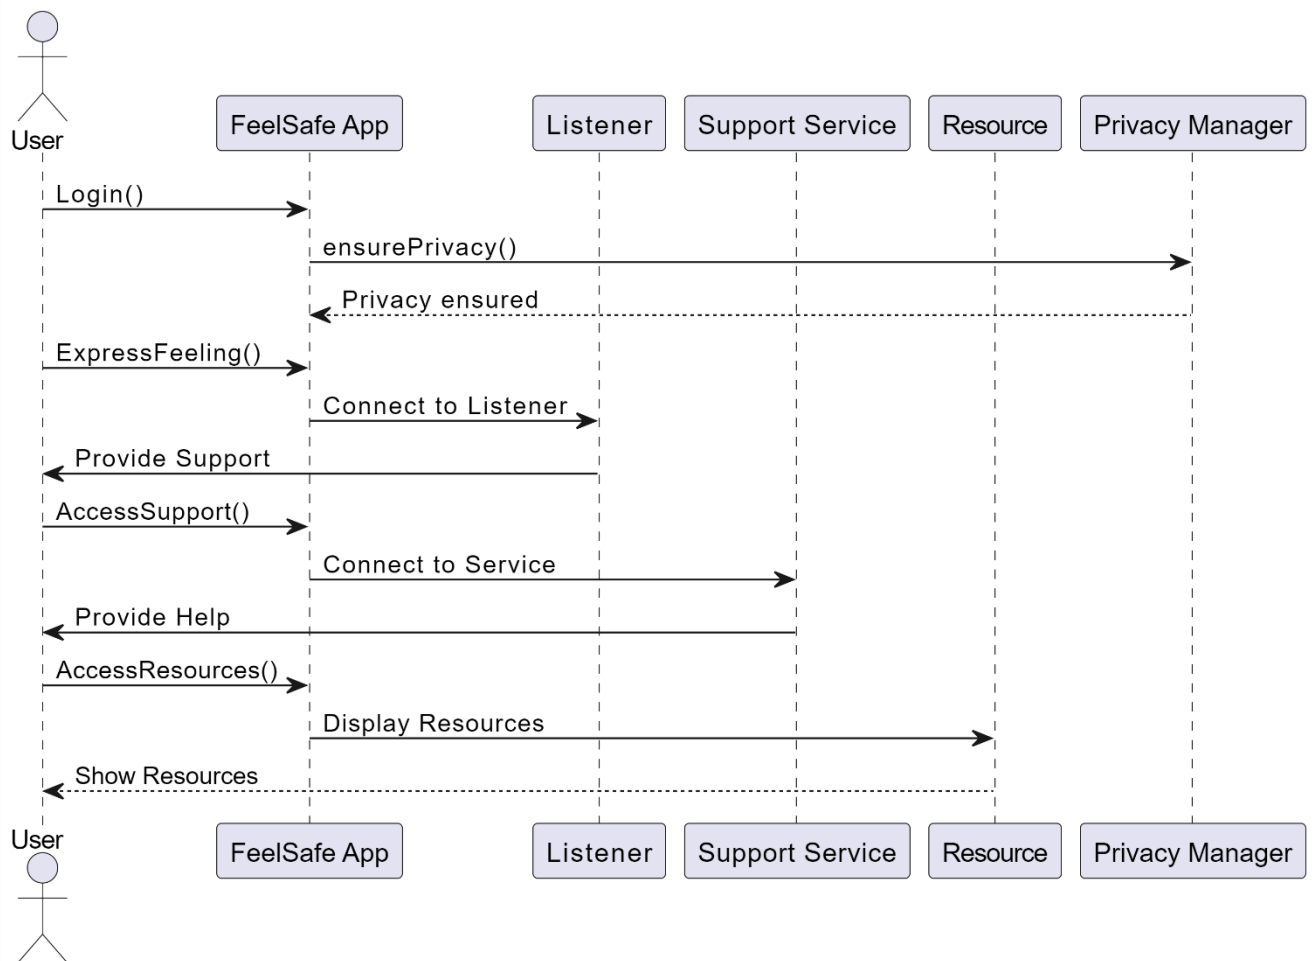 User
FeelSafe App
Listener
Support Service
Resource
Privacy Manager
Login()
ensurePrivacy()
Privacy ensured
ExpressFeeling()
Connect to Listener
Provide Support
AccessSupport()
Connect to Service
Provide Help
AccessResources()
Display Resources
Show Resources
User
FeelSafe App
Listener
Support Service
Resource
Privacy Manager